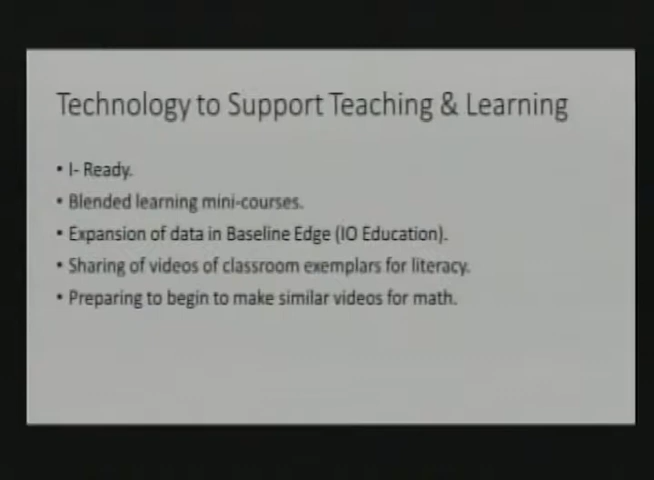 Technology to Support Teaching & Learning
• I- Ready.
• Blended learning mini-courses.
• Expansion of data in Baseline Edge (IO Education).
• Sharing of videos of classroom exemplars for literacy.
• Preparing to begin to make similar videos for math.